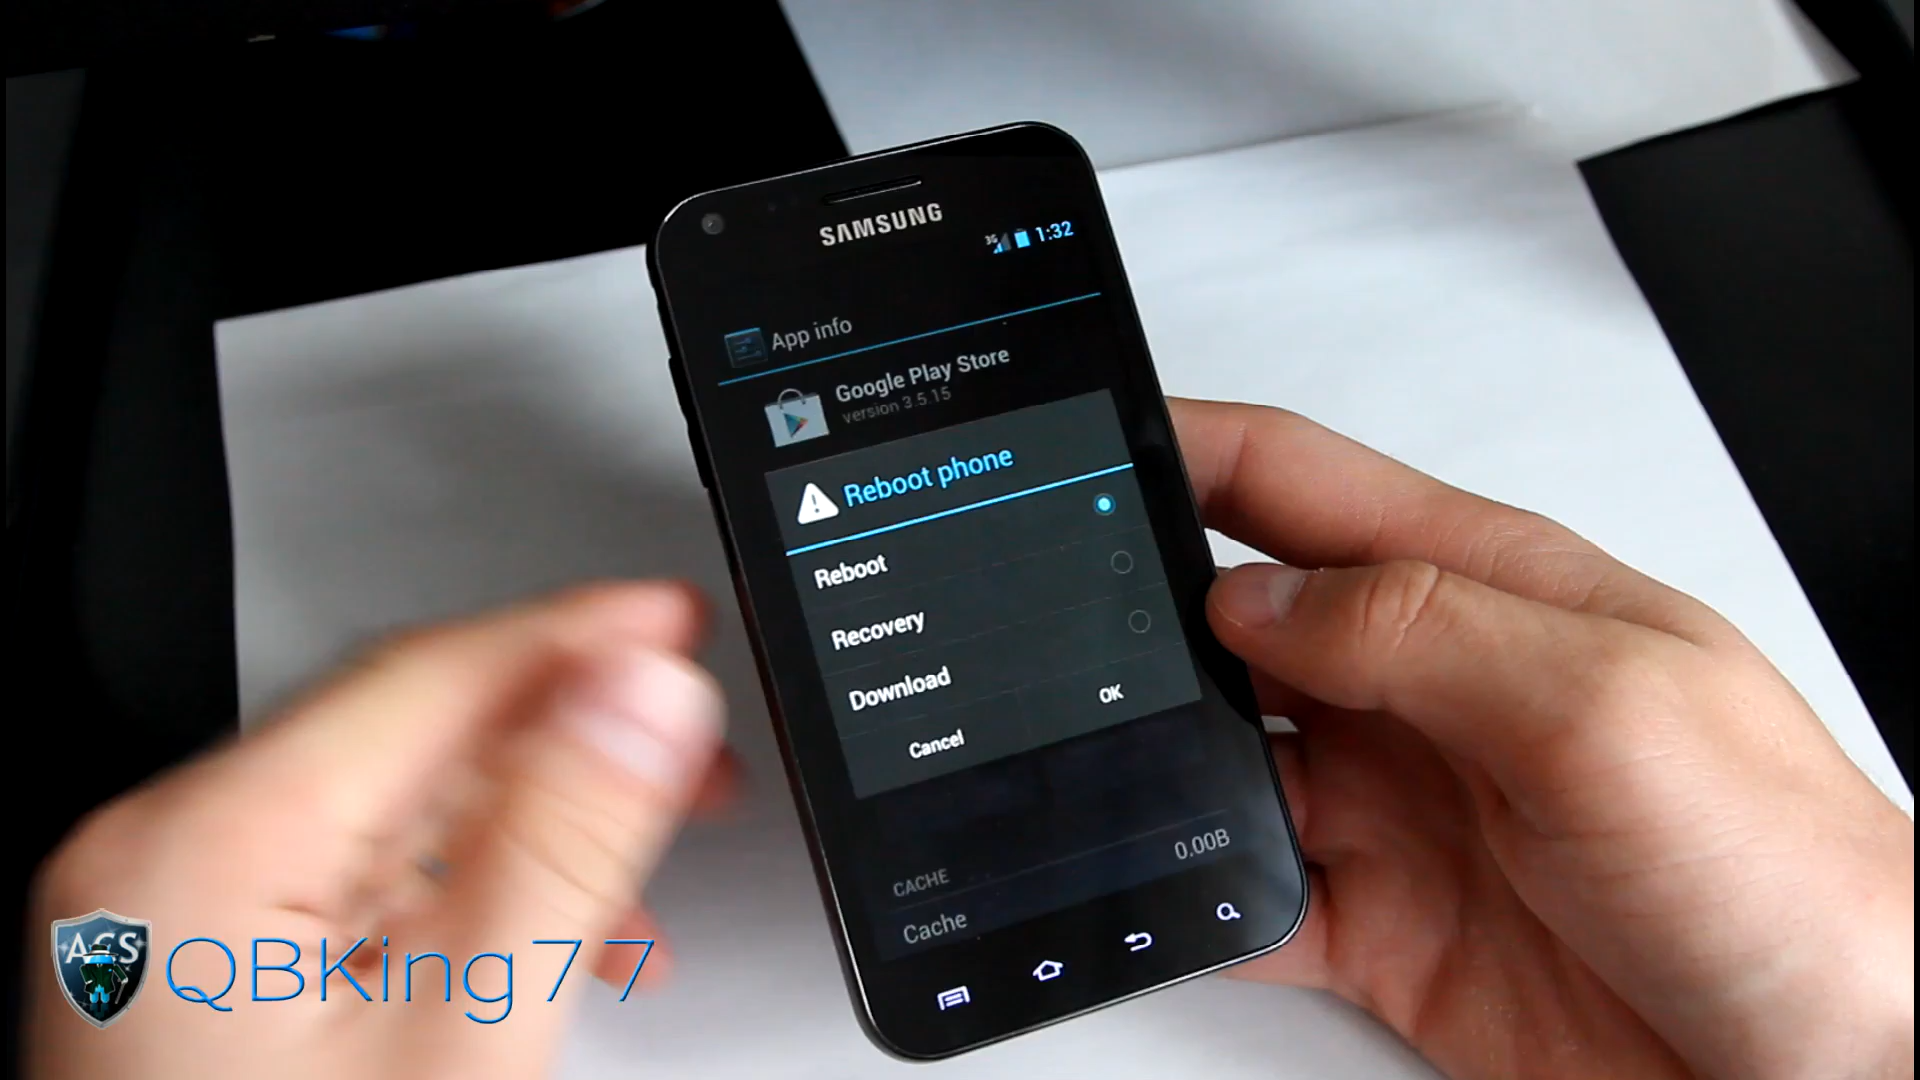 SAMSUNG
3G 1:32
App info
Google Play Store
version 3.5.15
Reboot phone
Reboot
Recovery
Download
Cancel OK
CACHE
Cache 0.00B
ACS
QBKing77